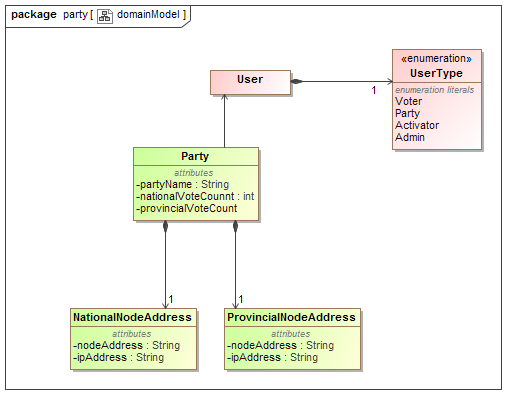 package party [ domainModel ]
User
1
«enumeration»
UserType
enumeration literals
Voter
Party
Activator
Admin
Party
attributes
-partyName : String
-nationalVoteCounnt : int
-provincialVoteCount
1
1
NationalNodeAddress
attributes
-nodeAddress : String
-ipAddress : String
ProvincialNodeAddress
attributes
-nodeAddress : String
-ipAddress : String